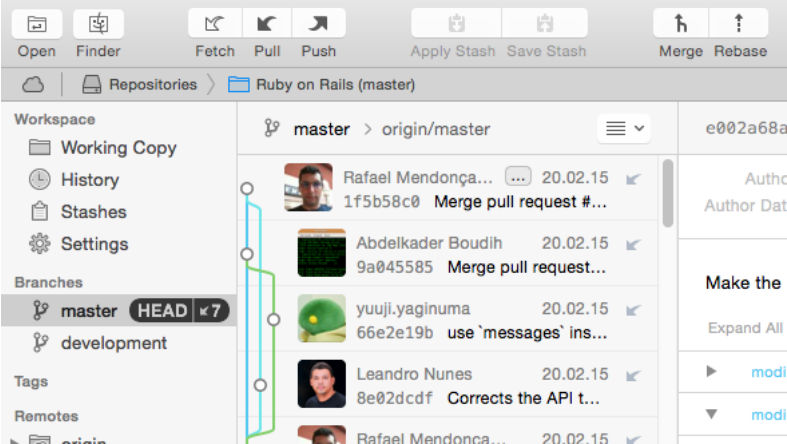 Open Finder Fetch Pull Push Apply Stash Save Stash Merge Rebase
Repositories Ruby on Rails (master)
Workspace
Working Copy
History
Stashes
Settings
Branches
master HEAD 7
development
Tags
Remotes
origin
master > origin/master
Rafael Mendonça... ... 20.02.15
1f5b58c0 Merge pull request #...
Abdelkader Boudih 20.02.15
9a045585 Merge pull request...
yuuji.yaginuma 20.02.15
66e2e19b use `messages` ins...
Leandro Nunes 20.02.15
8e02dcdf Corrects the API t...
Rafael Mendonça... 20.02.15
e002a68a
Autho
Author Dat
Make the
Expand All
modi
modi